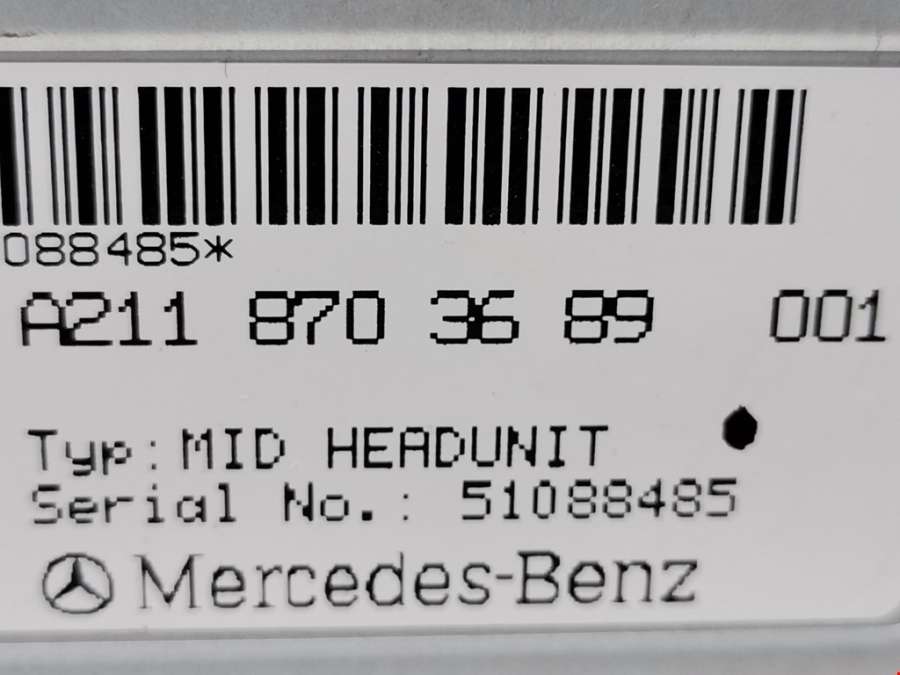 088485*
A211 870 36 89 001
Typ: MID HEADUNIT
Serial No.: 51088485
Mercedes-Benz